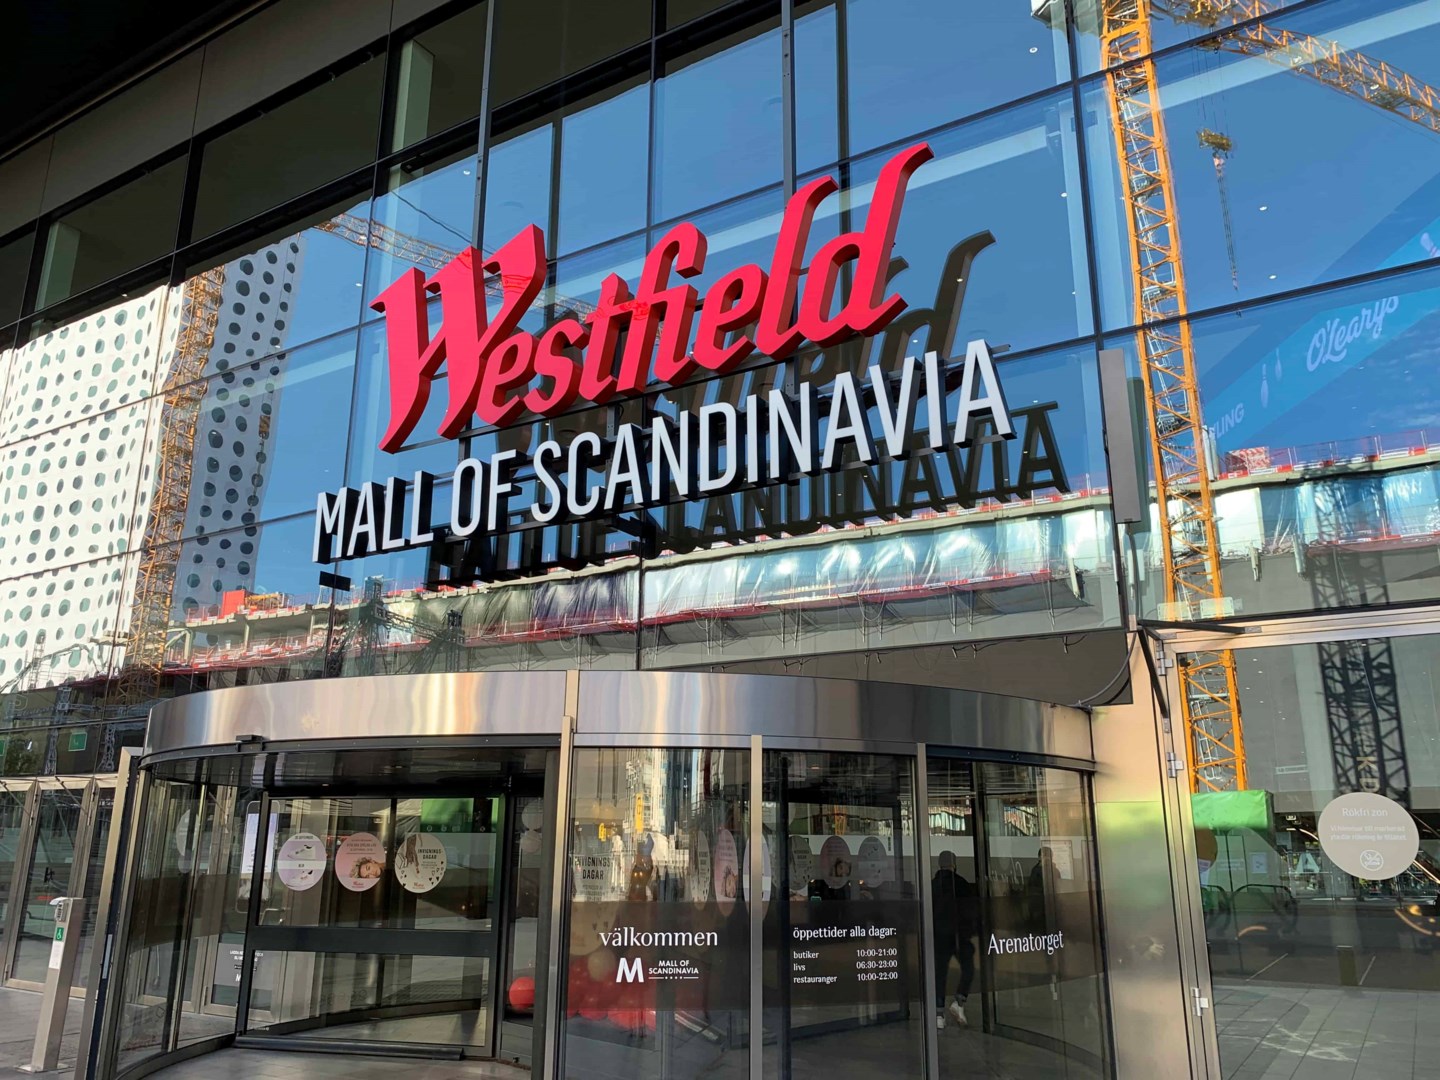 Westfield
MALL OF SCANDINAVIA
O'Learys
Rökfri zon
INVIGNINGS
DAGAR
välkommen
M MALL OF
SCANDINAVIA
öppettider alla dagar:
butiker 10:00-21:00
livs 06:30-23:00
restauranger 10:00-22:00
Arenatorget